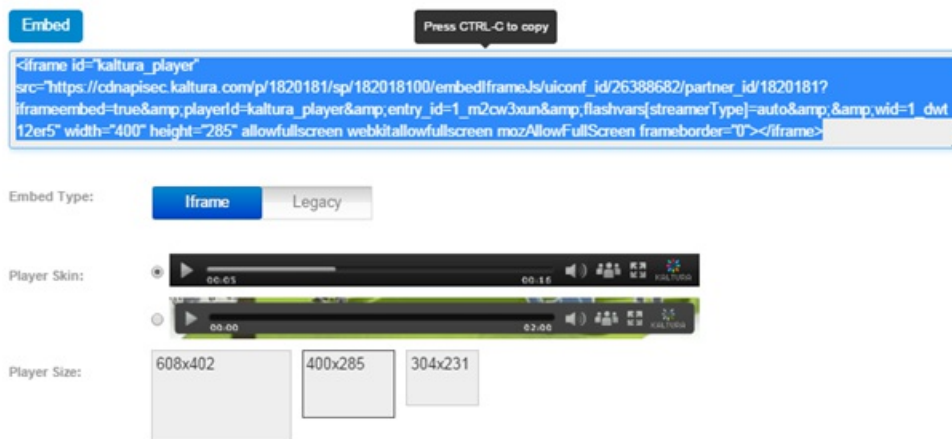 Embed
Press CTRL-C to copy
<iframe id="kaltura_player"
src="https://cdnapisec.kaltura.com/p/1820181/sp/182018100/embedIframeJs/uiconf_id/26388682/partner_id/1820181?
iframeembed=true&amp;playerId=kaltura_player&amp;entry_id=1_m2cw3xun&amp;flashvars[streamerType]=auto&amp;&amp;wid=1_dwt
12er5" width="400" height="285" allowfullscreen webkitallowfullscreen mozAllowFullScreen frameborder="0"></iframe>
Embed Type:
Iframe
Legacy
Player Skin:
00:05
00:16
KALTURA
00:00
02:00
KALTURA
Player Size:
608x402
400x285
304x231